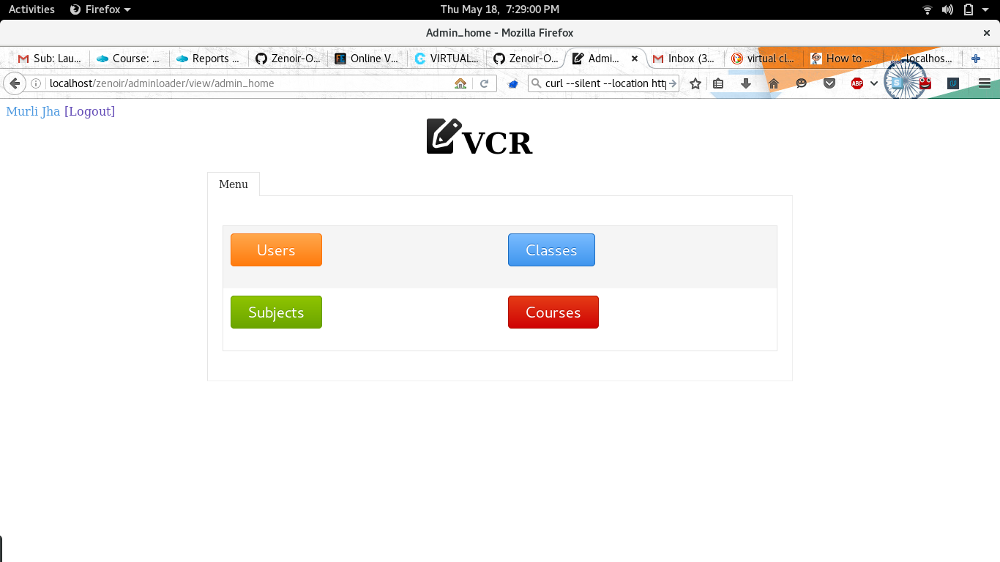 Activities Firefox Thu May 18, 7:29:00 PM
Admin_home - Mozilla Firefox
Sub: Lau... Course: ... Reports ... Zenoir-O... Online V... VIRTUAL... Zenoir-O... Admi... Inbox (3... virtual cl... How to ... localhos...
localhost/zenoir/adminloader/view/admin_home curl --silent --location http ABP
Murli Jha [Logout]
VCR
Menu
Users Classes
Subjects Courses